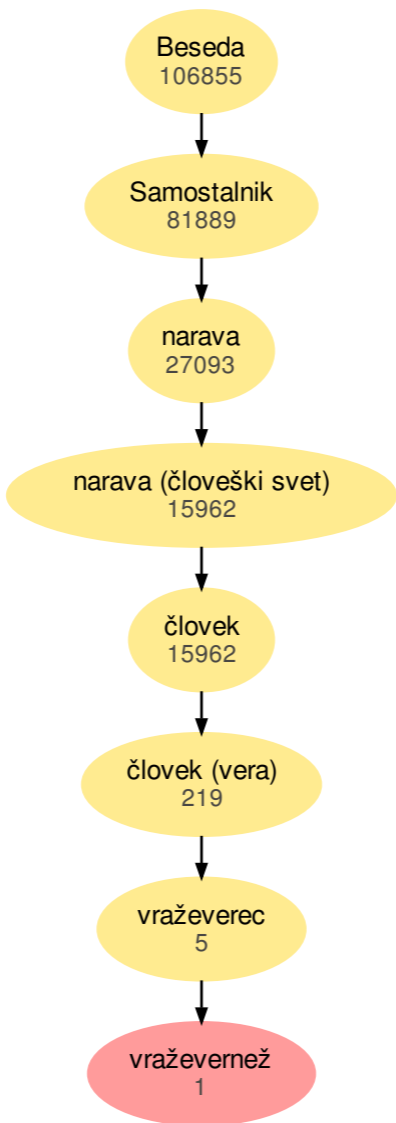 Beseda
106855
Samostalnik
81889
narava
27093
narava (človeški svet)
15962
človek
15962
človek (vera)
219
vraževerec
5
vraževernež
1